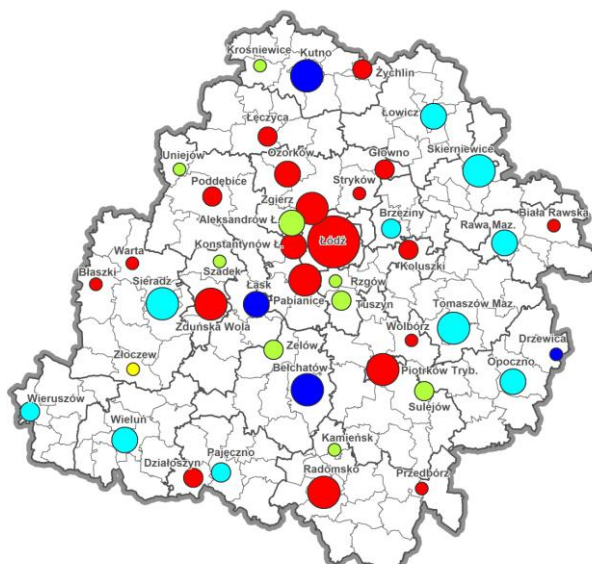 Krośniewice
Kutno
Żychlin
Łęczyca
Łowicz
Skierniewice
Uniejów
Ozorków
Głowno
Poddębice
Stryków
Zgierz
Aleksandrów Ł.
Brzeziny
Rawa Maz.
Biała Rawska
Łódź
Konstantynów Ł.
Koluszki
Warta
Szadek
Błaszki
Sieradz
Łask
Pabianice
Rzgów
Tuszyn
Tomaszów Maz.
Zduńska Wola
Wolbórz
Drzewica
Złoczew
Zelów
Bełchatów
Piotrków Tryb.
Opoczno
Sulejów
Wieruszów
Wieluń
Kamieńsk
Pajęczno
Działoszyn
Radomsko
Przedbórz